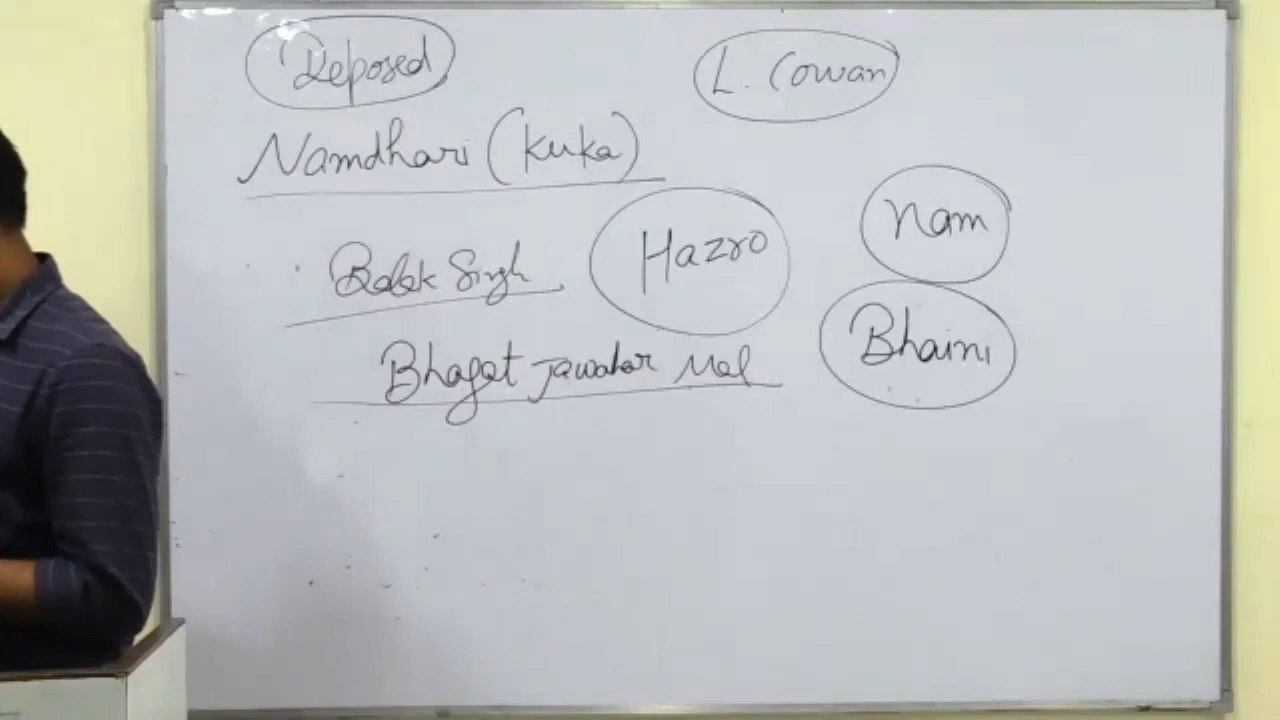 Deposed
L. Cowan
Namdhari (Kuka)
Nam
Balak Singh
Hazro
Bhaini
Bhagat Jawahar Mal